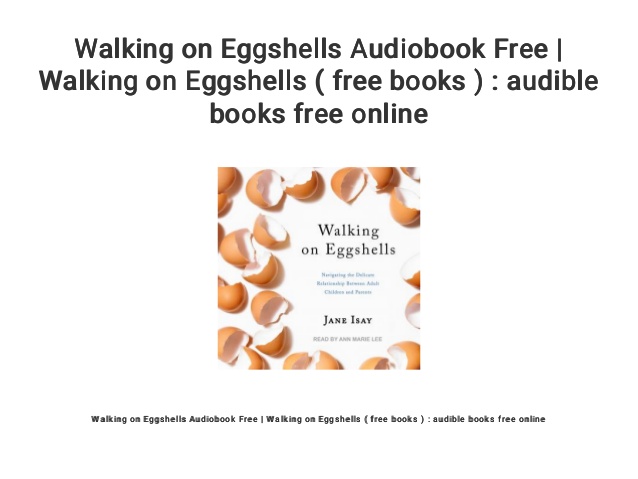 Walking on Eggshells Audiobook Free |
Walking on Eggshells ( free books ) : audible
books free online
Walking
on Eggshells
Navigating the Delicate
Relationship Between Adult
Children and Parents
JANE ISAY
READ BY ANN MARIE LEE
Walking on Eggshells Audiobook Free | Walking on Eggshells ( free books ) : audible books free online